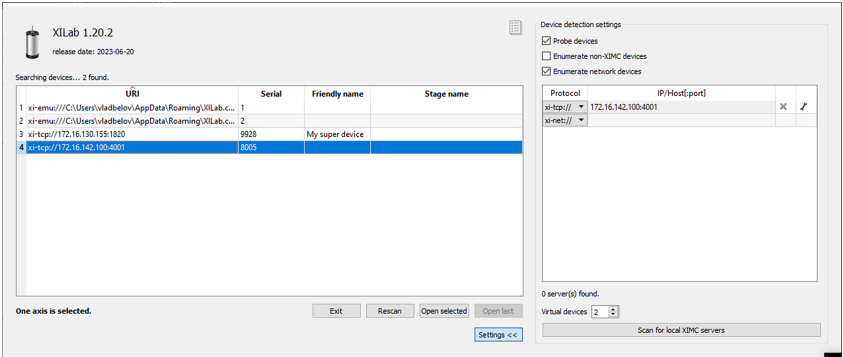 XILab 1.20.2
release date: 2023-06-20
Searching devices... 2 found.
URI Serial Friendly name Stage name
1 xi-emu:///C:\Users\vladbelov\AppData\Roaming\XILab.c... 1
2 xi-emu:///C:\Users\vladbelov\AppData\Roaming\XILab.c... 2
3 xi-tcp://172.16.130.155:1820 9928 My super device
4 xi-tcp://172.16.142.100:4001 8005
One axis is selected.
Exit Rescan Open selected Open last
Settings <<
Device detection settings
Probe devices
Enumerate non-XIMC devices
Enumerate network devices
Protocol IP/Host[:port]
xi-tcp:// 172.16.142.100:4001
xi-net://
0 server(s) found.
Virtual devices 2
Scan for local XIMC servers